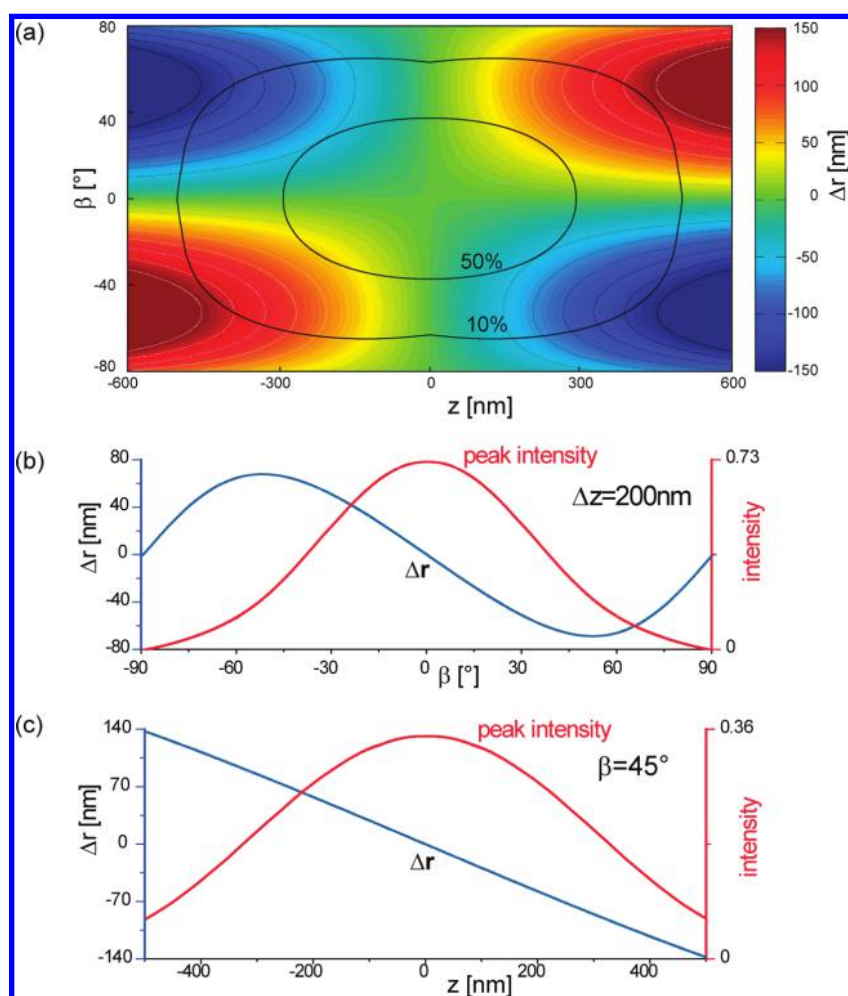 (a)
80
40
0
-40
-80
β [°]
50%
10%
-600
-300
0
300
600
z [nm]
150
100
50
0
-50
-100
-150
Δr [nm]
(b)
80
40
0
-40
-80
Δr [nm]
peak intensity
Δz=200nm
Δr
0.73
0
intensity
-90
-60
-30
0
30
60
90
β [°]
(c)
140
70
0
-70
-140
Δr [nm]
peak intensity
β=45°
Δr
0.36
0
intensity
-400
-200
0
200
400
z [nm]